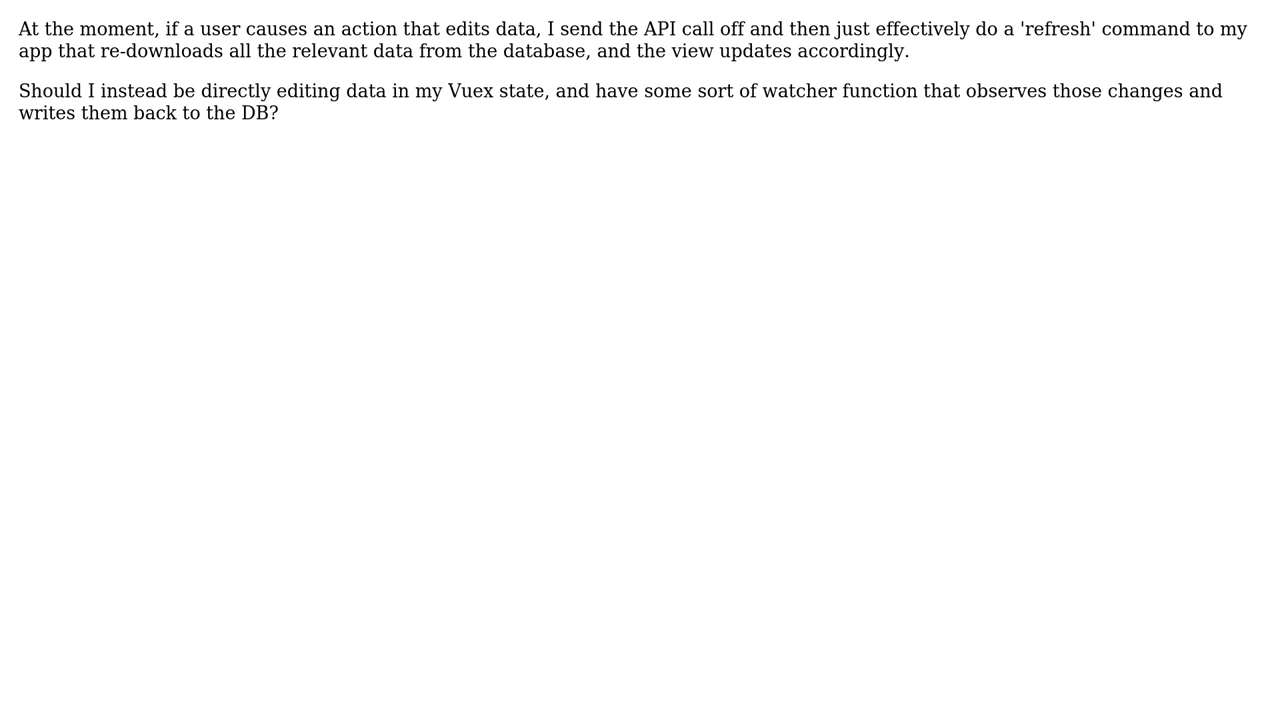 At the moment, if a user causes an action that edits data, I send the API call off and then just effectively do a 'refresh' command to my
app that re-downloads all the relevant data from the database, and the view updates accordingly.
Should I instead be directly editing data in my Vuex state, and have some sort of watcher function that observes those changes and
writes them back to the DB?